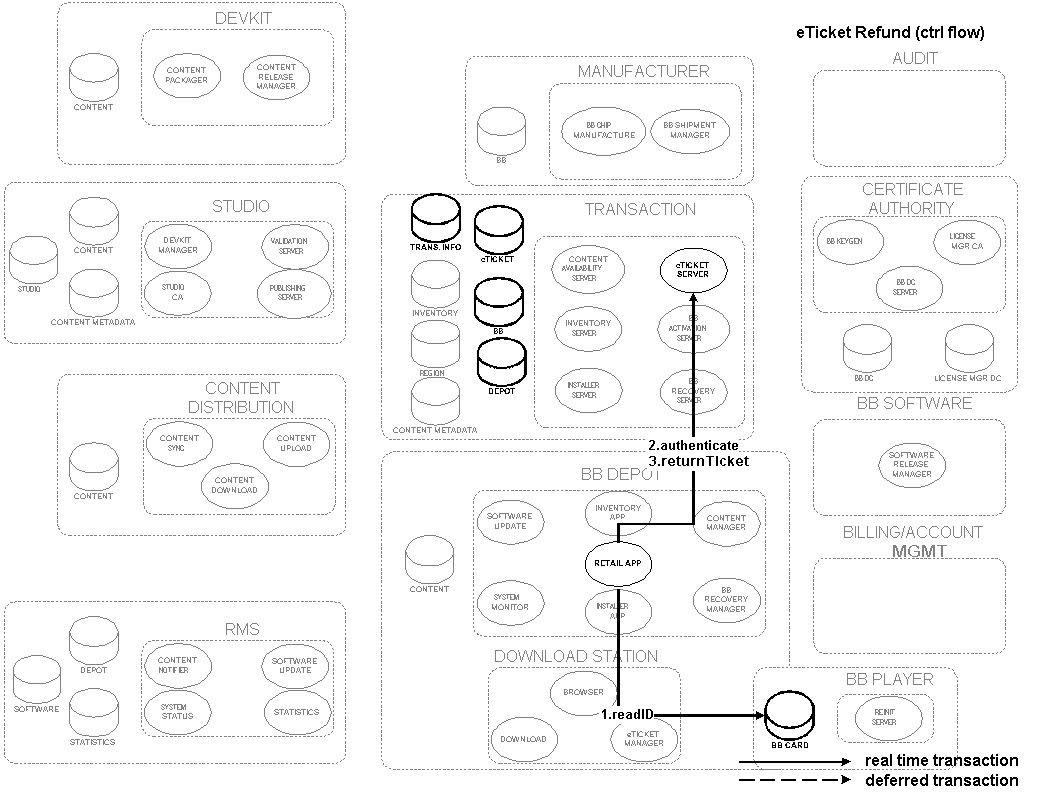 eTicket Refund (ctrl flow)
DEVKIT
CONTENT
CONTENT
PACKAGER
CONTENT
RELEASE
MANAGER
MANUFACTURER
BB
BB CHIP
MANUFACTURE
BB SHIPMENT
MANAGER
AUDIT
STUDIO
STUDIO
CONTENT
CONTENT METADATA
DEVKIT
MANAGER
VALIDATION
SERVER
STUDIO
CA
PUBLISHING
SERVER
TRANSACTION
TRANS. INFO
eTICKET
INVENTORY
BB
REGION
DEPOT
CONTENT METADATA
CONTENT
AVAILABILITY
SERVER
eTICKET
SERVER
INVENTORY
SERVER
BB
ACTIVATION
SERVER
INSTALLER
SERVER
BB
RECOVERY
SERVER
CERTIFICATE
AUTHORITY
BB KEYGEN
LICENSE
MGR CA
BB DC
SERVER
BB DC
LICENSE MGR DC
CONTENT
DISTRIBUTION
CONTENT
CONTENT
SYNC
CONTENT
UPLOAD
CONTENT
DOWNLOAD
BB SOFTWARE
SOFTWARE
RELEASE
MANAGER
2.authenticate
3.returnTIcket
BB DEPOT
CONTENT
SOFTWARE
UPDATE
INVENTORY
APP
CONTENT
MANAGER
RETAIL APP
SYSTEM
MONITOR
INSTALLER
APP
BB
RECOVERY
MANAGER
BILLING/ACCOUNT
MGMT
RMS
SOFTWARE
DEPOT
STATISTICS
CONTENT
NOTIFIER
SOFTWARE
UPDATE
SYSTEM
STATUS
STATISTICS
DOWNLOAD STATION
BROWSER
1.readID
DOWNLOAD
eTICKET
MANAGER
BB PLAYER
BB CARD
REINIT
SERVER
real time transaction
deferred transaction